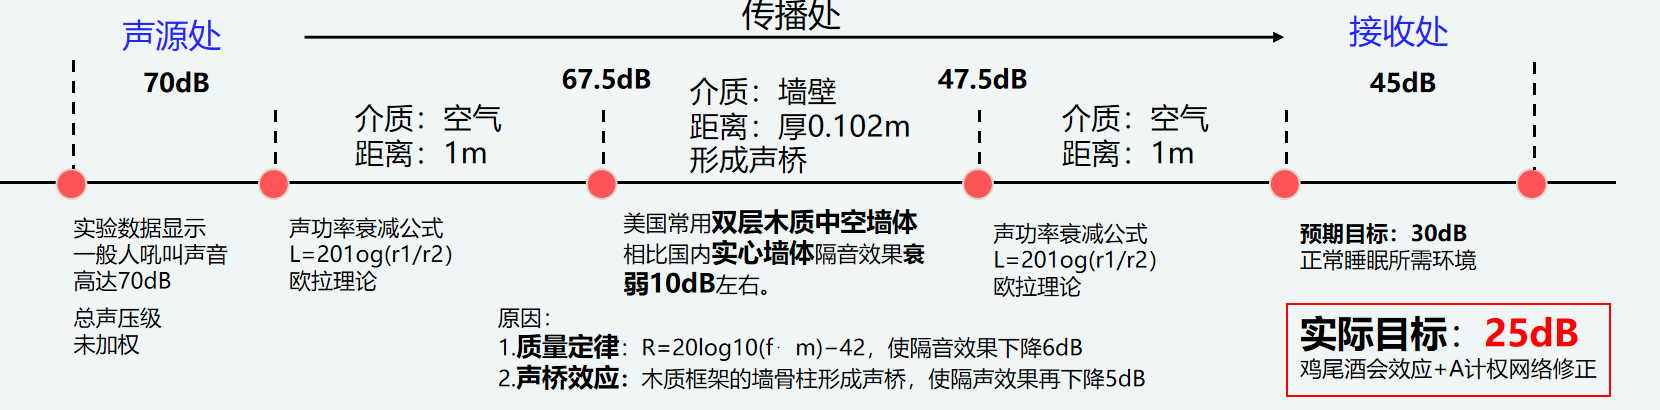 传播处
声源处
接收处
70dB
67.5dB
47.5dB
45dB
介质：空气
距离：1m
介质：墙壁
距离：厚0.102m
形成声桥
介质：空气
距离：1m
实验数据显示
一般人吼叫声音
高达70dB
总声压级
未加权
声功率衰减公式
L=201og(r1/r2)
欧拉理论
美国常用双层木质中空墙体
相比国内实心墙体隔音效果衰
弱10dB左右。
原因：
1.质量定律：R=20log10(f· m)−42，使隔音效果下降6dB
2.声桥效应：木质框架的墙骨柱形成声桥，使隔声效果再下降5dB
声功率衰减公式
L=201og(r1/r2)
欧拉理论
预期目标：30dB
正常睡眠所需环境
实际目标：25dB
鸡尾酒会效应+A计权网络修正